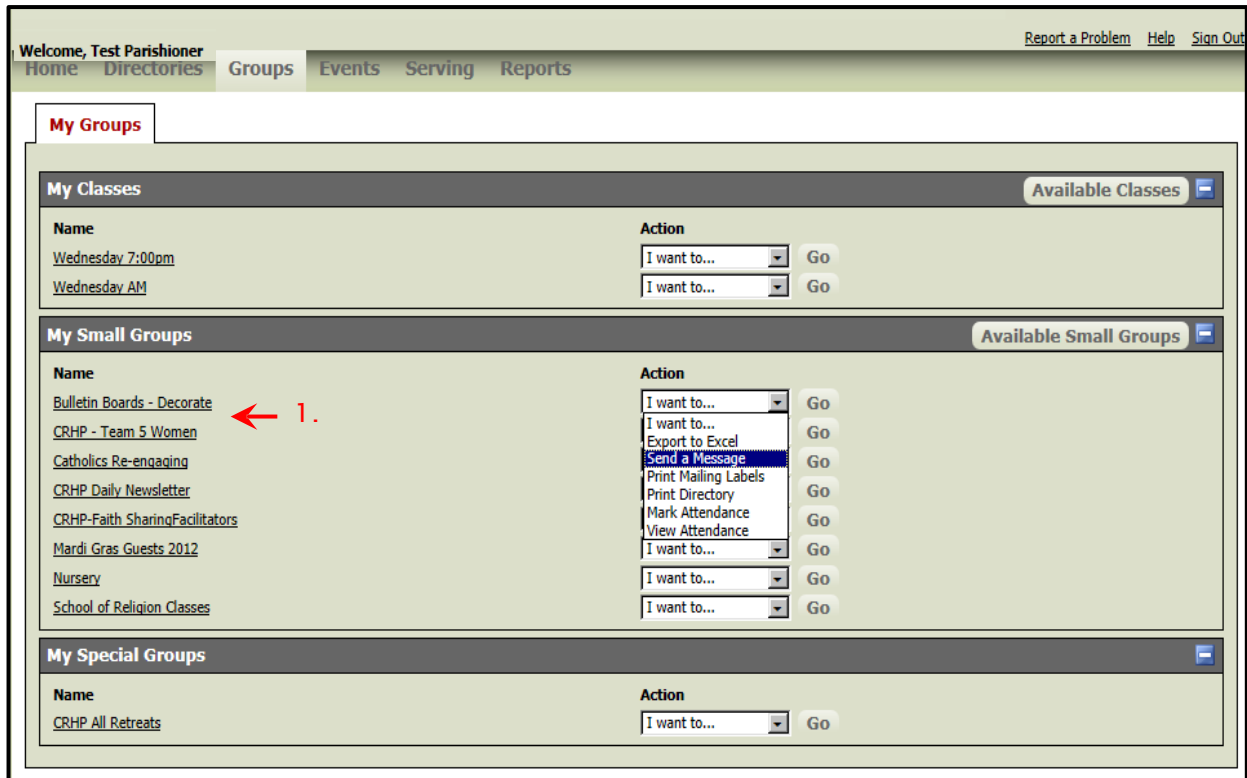 Report a Problem Help Sign Out
Welcome, Test Parishioner
Home Directories Groups Events Serving Reports
My Groups
My Classes Available Classes
Name Action
Wednesday 7:00pm I want to... Go
Wednesday AM I want to... Go
My Small Groups Available Small Groups
Name Action
Bulletin Boards - Decorate I want to... Go
1.
I want to...
CRHP - Team 5 Women Go
Export to Excel
Catholics Re-engaging Send a Message Go
Print Mailing Labels
CRHP Daily Newsletter Print Directory Go
CRHP-Faith SharingFacilitators Mark Attendance Go
View Attendance
Mardi Gras Guests 2012 I want to... Go
Nursery I want to... Go
School of Religion Classes I want to... Go
My Special Groups
Name Action
CRHP All Retreats I want to... Go